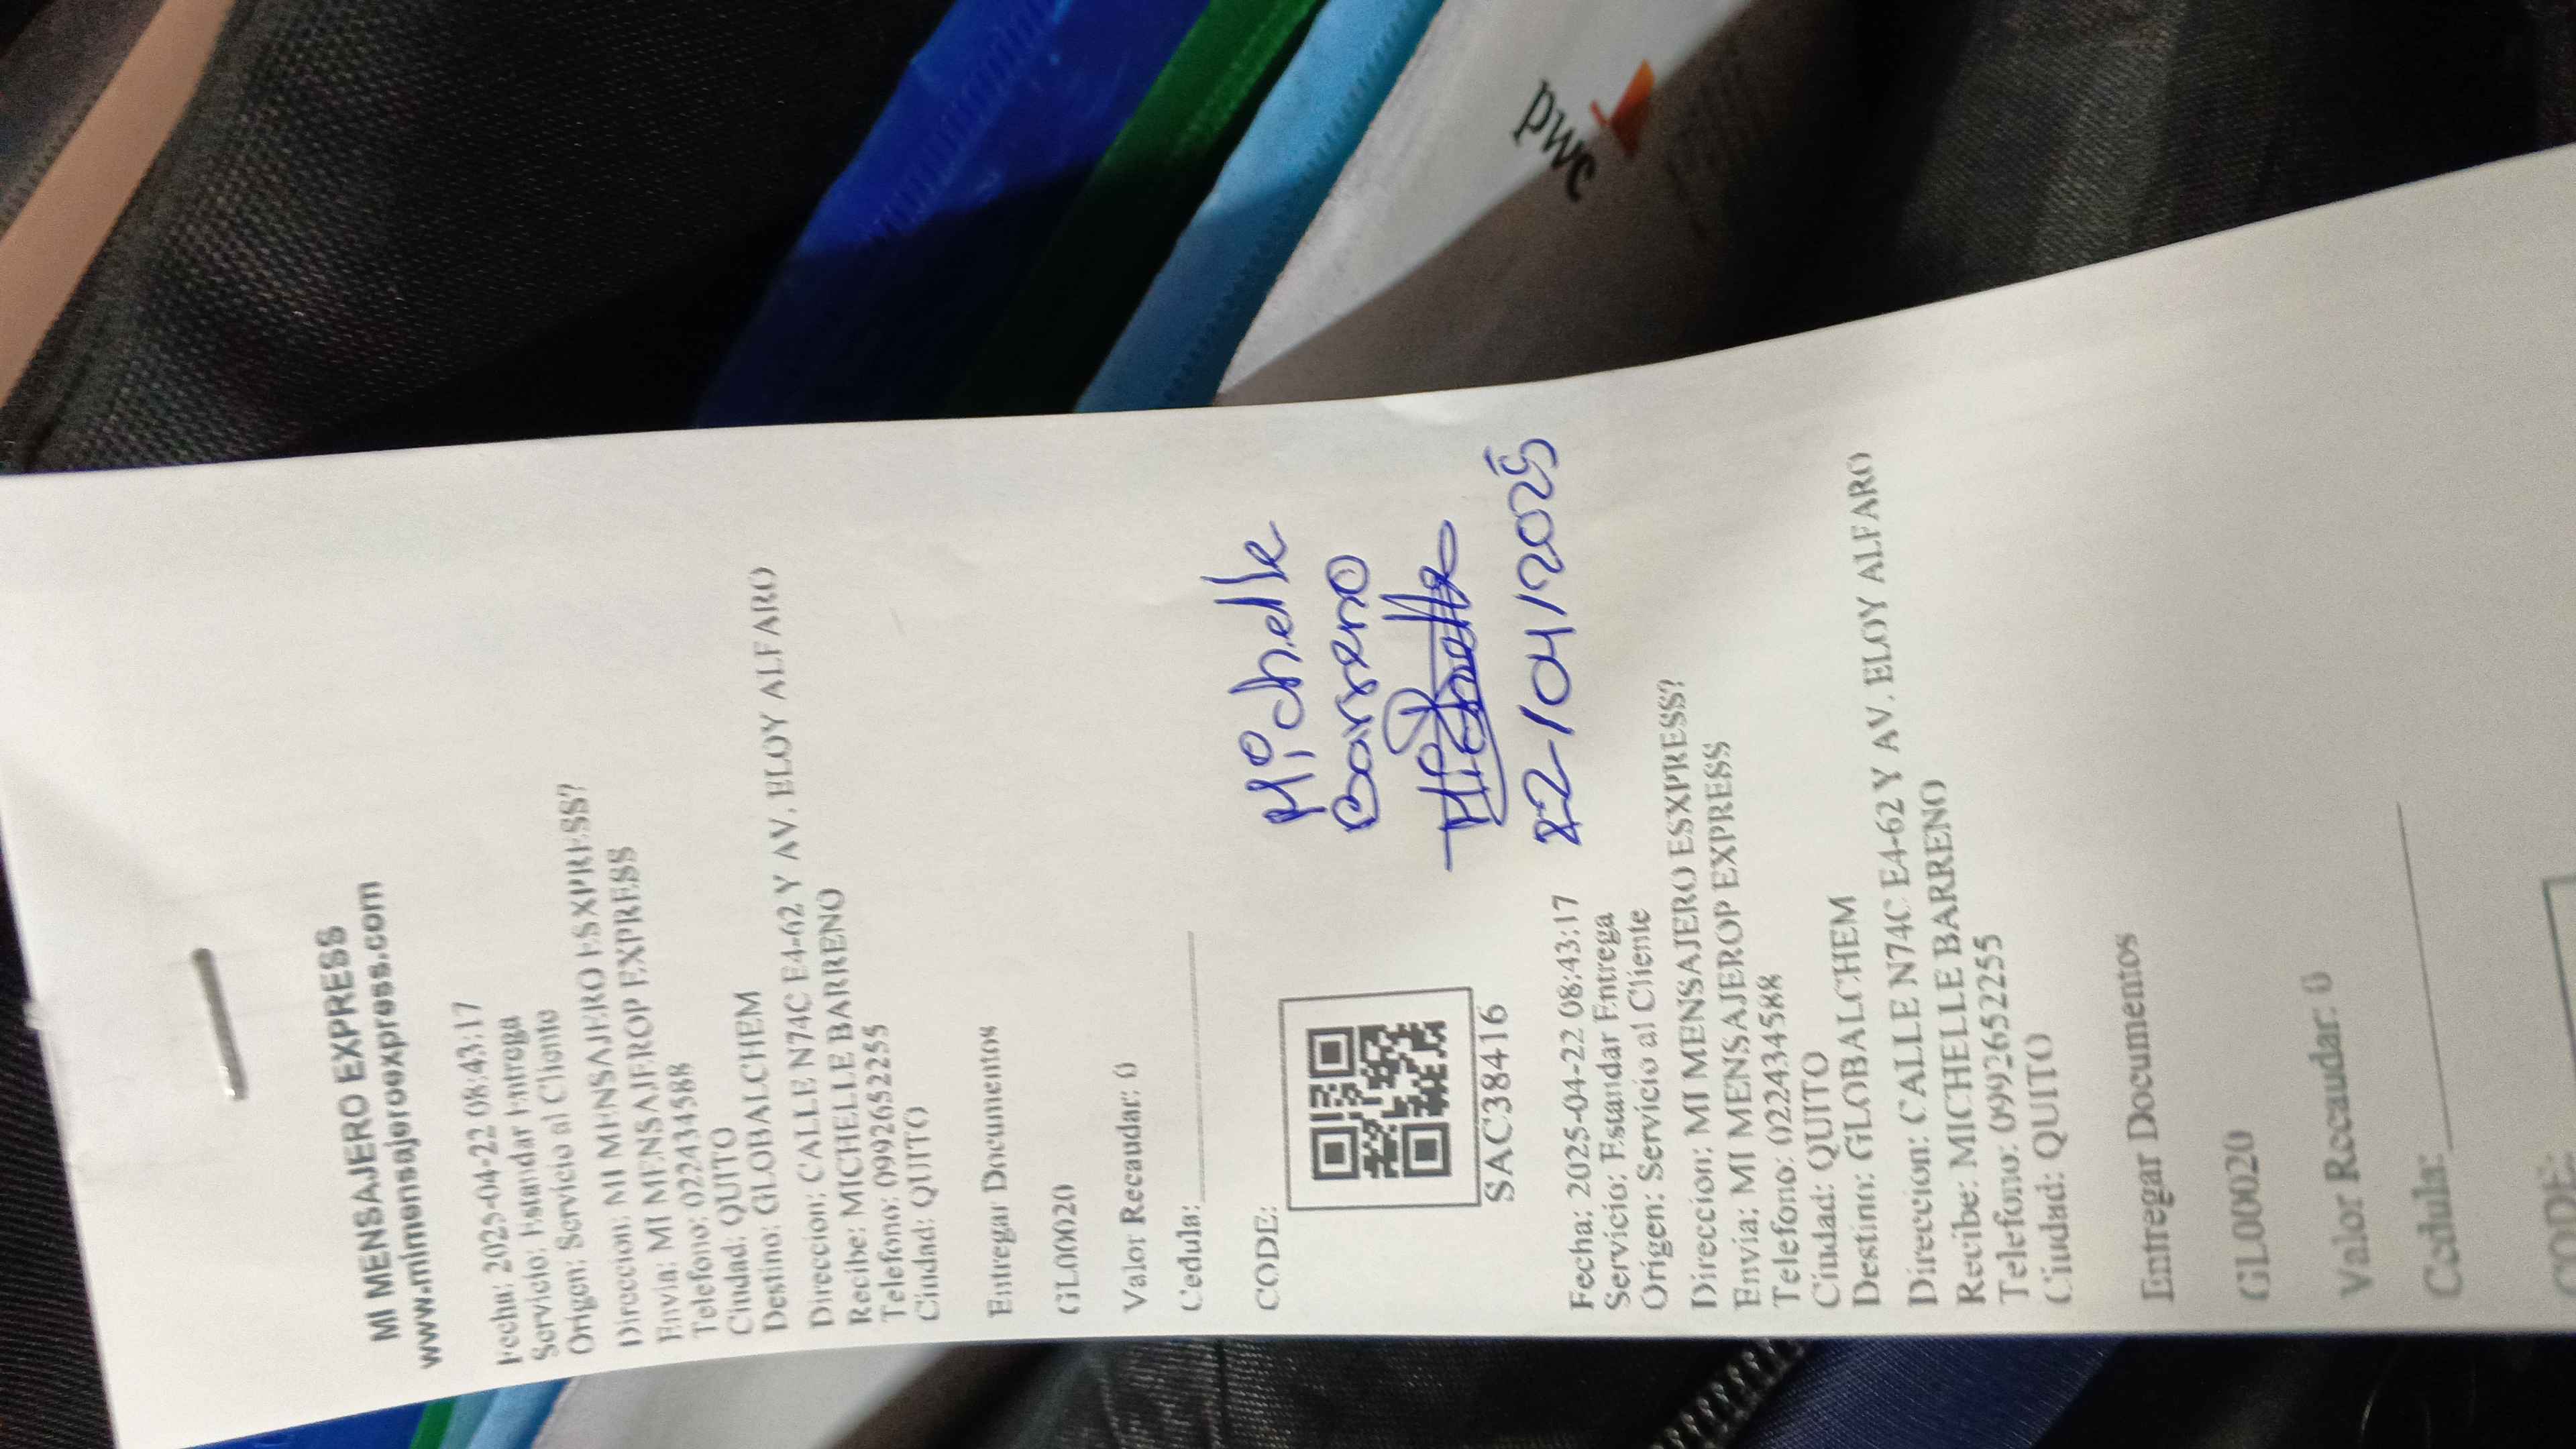 MI MENSAJERO EXPRESS
www.mimensajeroexpress.com
Fecha: 2025-04-22 08:43:17
Servicio: Estandar Entrega
Origen: Servicio al Cliente
Direccion: MI MENSAJERO ESXPRESS?
Envia: MI MENSAJEROP EXPRESS
Telefono: 022434588
Ciudad: QUITO
Destino: GLOBALCHEM
Direccion: CALLE N74C E4-62 Y AV. ELOY ALFARO
Recibe: MICHELLE BARRENO
Telefono: 0992652255
Ciudad: QUITO
Entregar Documentos
GL00020
Valor Recaudar: 0
Cedula:
CODE:
SAC38416
Michelle
Barreno
22/04/2025
Fecha: 2025-04-22 08:43:17
Servicio: Estandar Entrega
Origen: Servicio al Cliente
Direccion: MI MENSAJERO ESXPRESS?
Envia: MI MENSAJEROP EXPRESS
Telefono: 022434588
Ciudad: QUITO
Destino: GLOBALCHEM
Direccion: CALLE N74C E4-62 Y AV. ELOY ALFARO
Recibe: MICHELLE BARRENO
Telefono: 0992652255
Ciudad: QUITO
Entregar Documentos
GL00020
Valor Recaudar: 0
Cedula:
CODE:
pwc